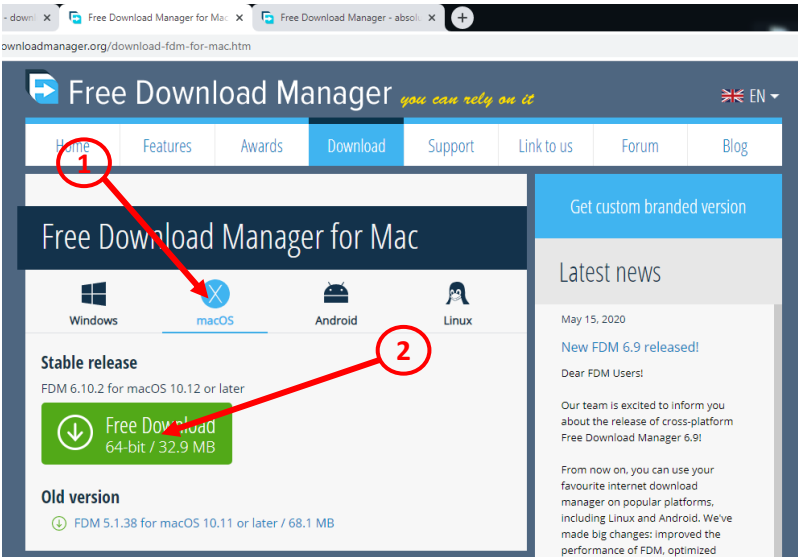 - downl
Free Download Manager for Mac
Free Download Manager - absolu
ownloadmanager.org/download-fdm-for-mac.htm
Free Download Manager you can rely on it
EN
Home Features Awards Download Support Link to us Forum Blog
1
Get custom branded version
Free Download Manager for Mac
Latest news
Windows macOS Android Linux
2
Stable release
FDM 6.10.2 for macOS 10.12 or later
Free Download
64-bit / 32.9 MB
Old version
FDM 5.1.38 for macOS 10.11 or later / 68.1 MB
May 15, 2020
New FDM 6.9 released!
Dear FDM Users!
Our team is excited to inform you
about the release of cross-platform
Free Download Manager 6.9!
From now on, you can use your
favourite internet download
manager on popular platforms,
including Linux and Android. We've
made big changes: improved the
performance of FDM, optimized